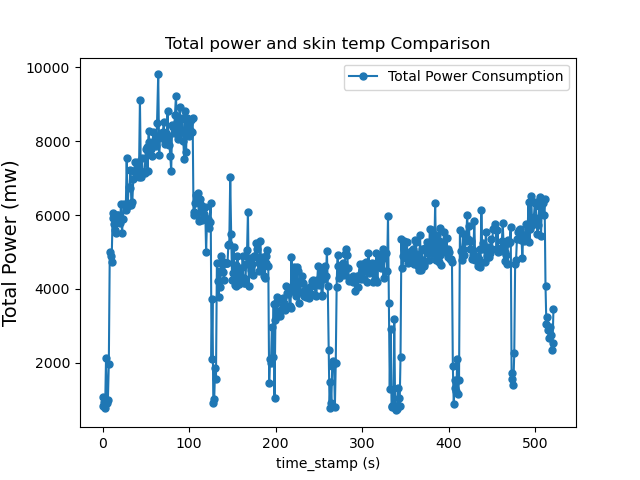 Total power and skin temp Comparison
Total Power Consumption
Total Power (mw)
10000
8000
6000
4000
2000
0
100
200
300
400
500
time_stamp (s)